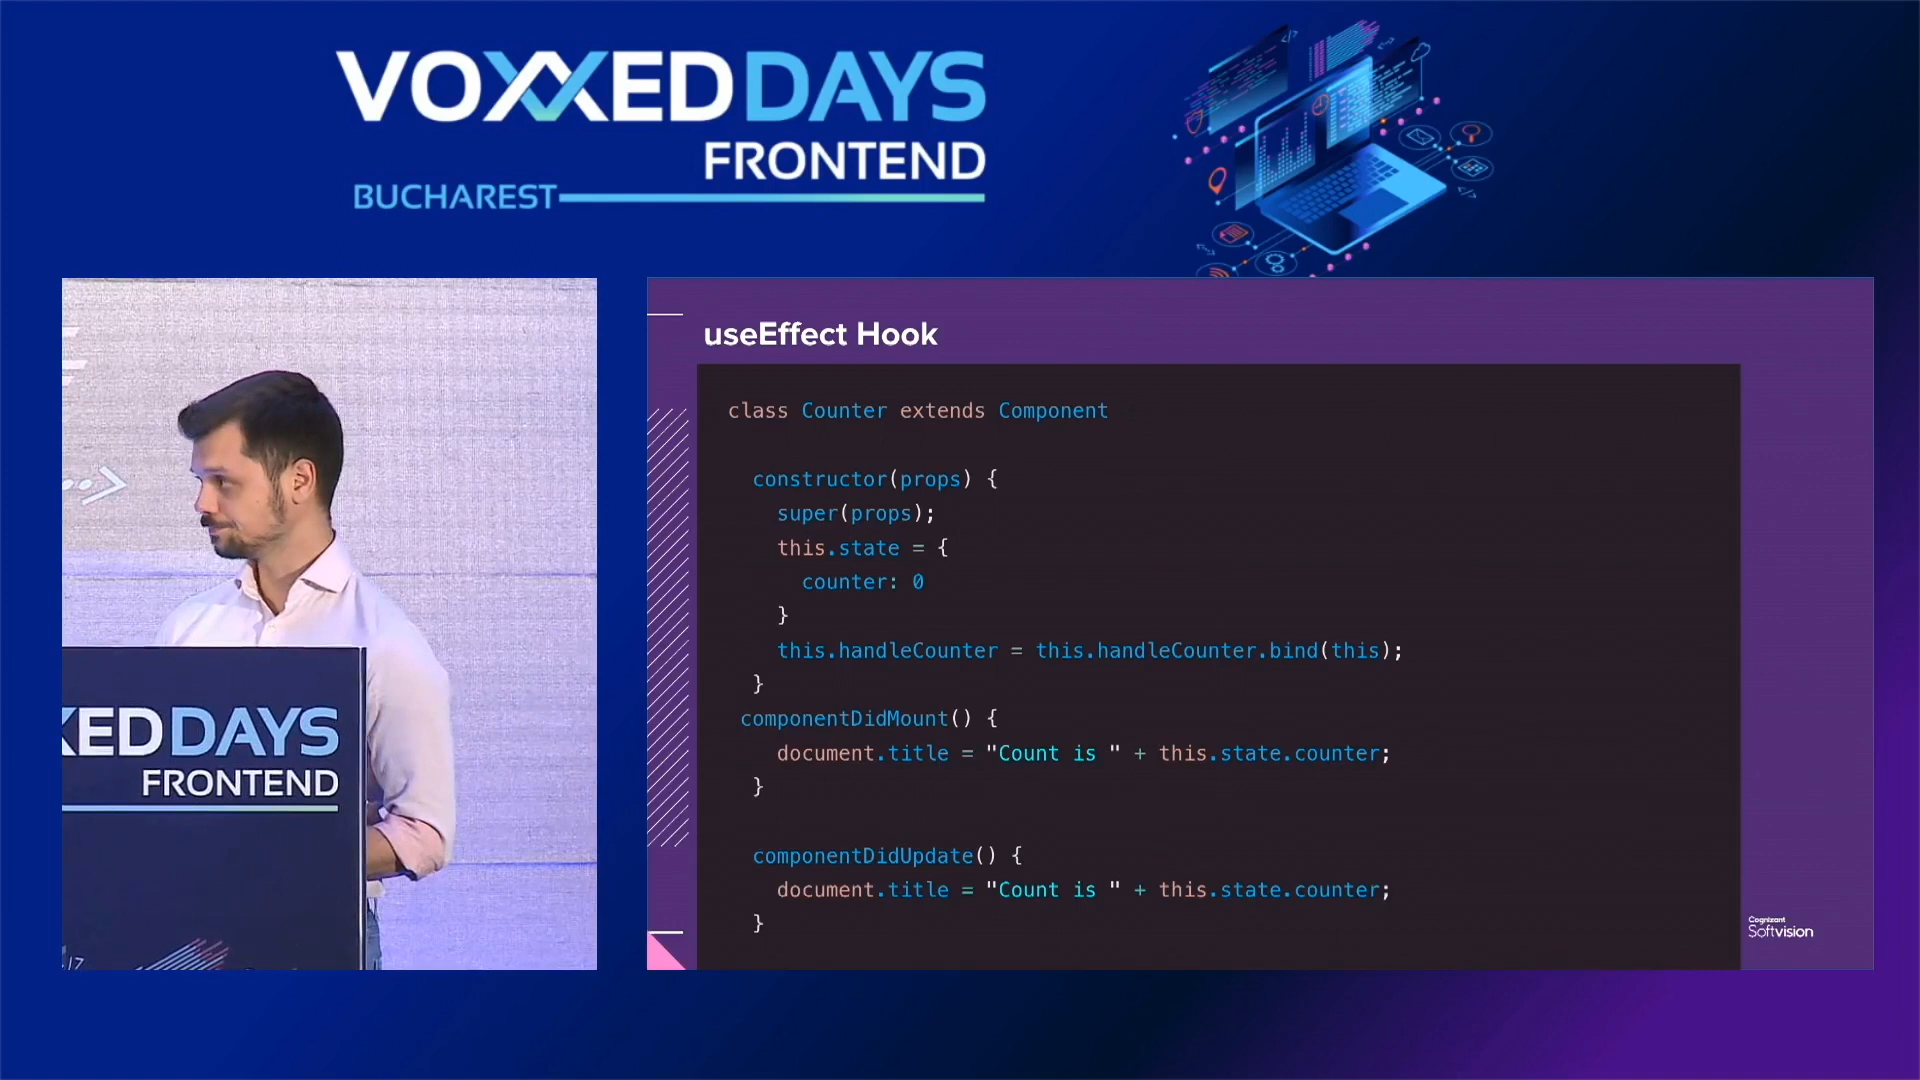 VOXXED DAYS
FRONTEND
BUCHAREST
XED DAYS
FRONTEND
useEffect Hook
class Counter extends Component
constructor(props) {
super(props);
this.state = {
counter: 0
}
this.handleCounter = this.handleCounter.bind(this);
}
componentDidMount() {
document.title = "Count is " + this.state.counter;
}
componentDidUpdate() {
document.title = "Count is " + this.state.counter;
}
Cognizant
Softvision